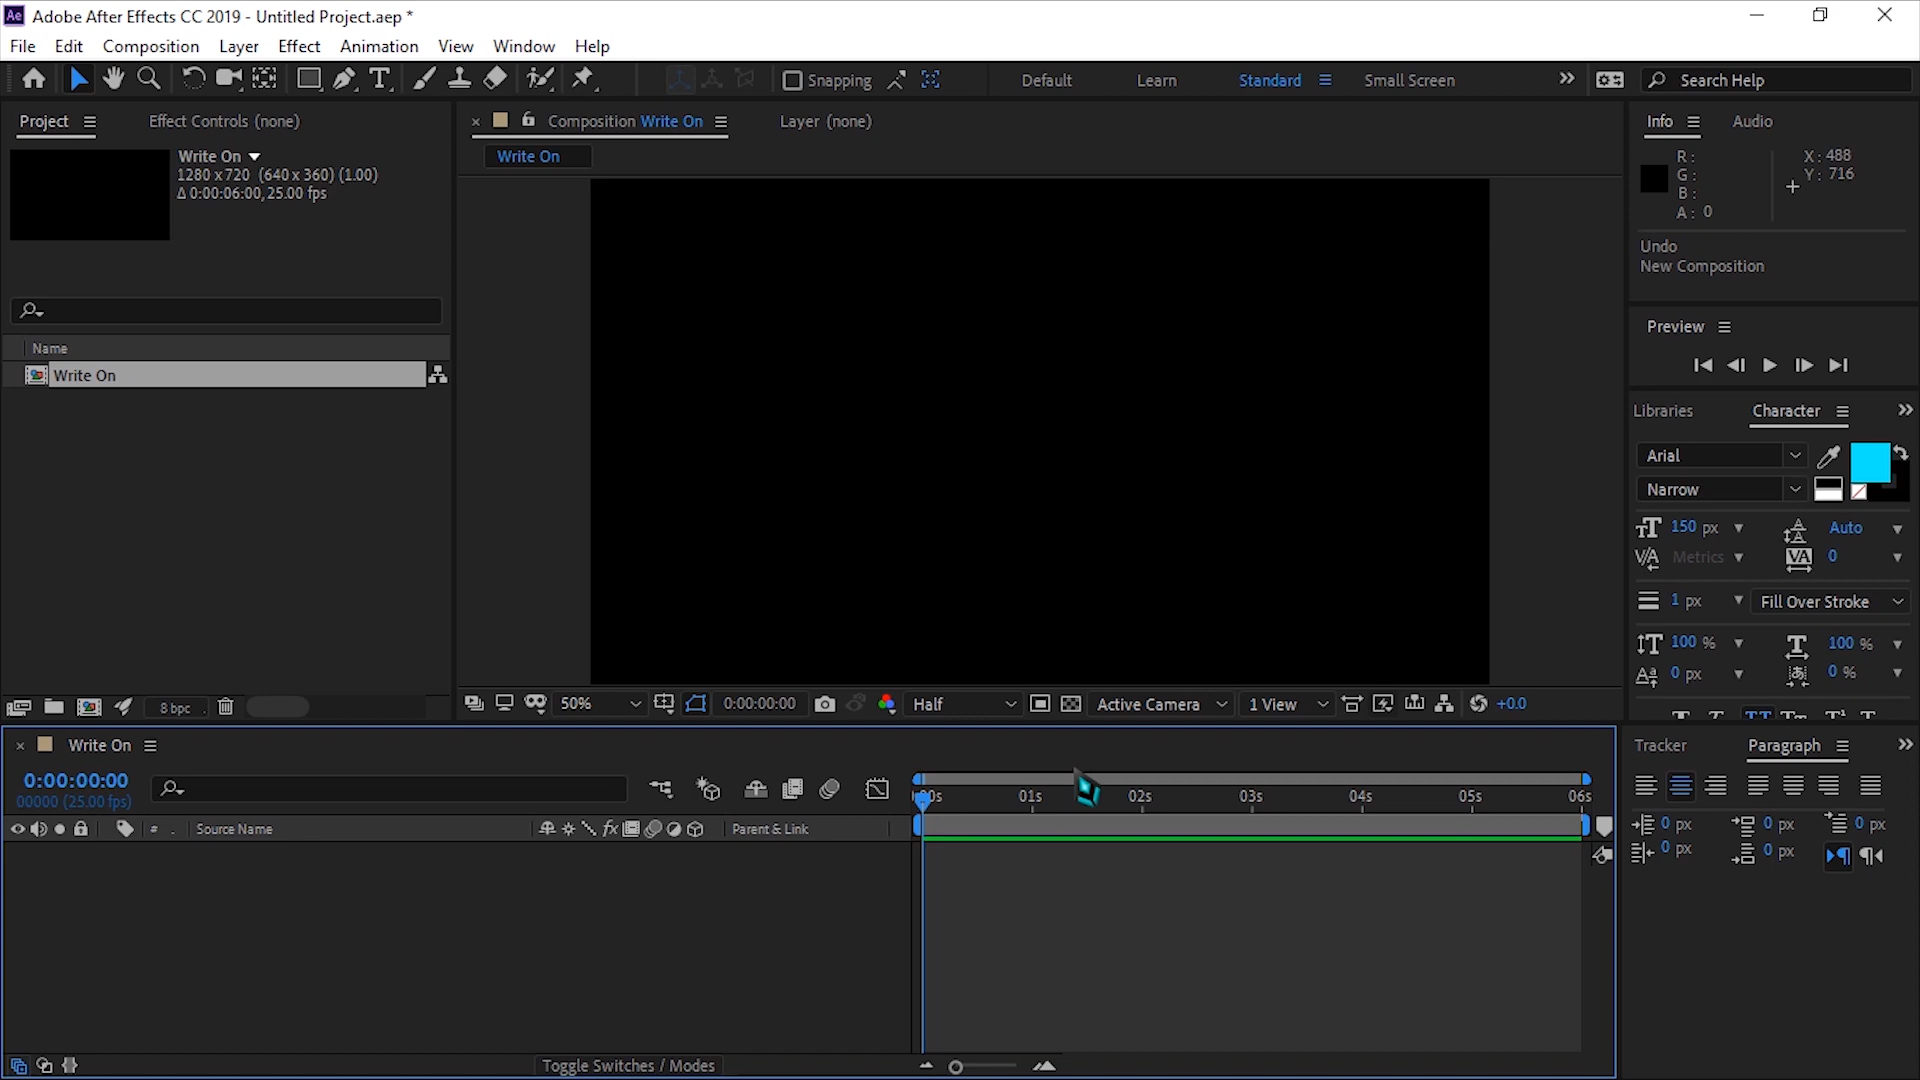 Ae Adobe After Effects CC 2019 - Untitled Project.aep *
File Edit Composition Layer Effect Animation View Window Help
Snapping Default Learn Standard Small Screen Search Help
Project Effect Controls (none)
Write On
1280 x 720 (640 x 360) (1.00)
Δ 0:00:06:00, 25.00 fps
Name
Write On
8 bpc
× Composition Write On Layer (none)
Write On
50% 0:00:00:00 Half Active Camera 1 View +0.0
Info Audio
R:
G:
B:
A: 0
X: 488
Y: 716
Undo
New Composition
Preview
Libraries Character
Arial
Narrow
150 px Auto
Metrics 0
1 px Fill Over Stroke
100 % 100 %
0 px 0 %
× Write On
0:00:00:00
00000 (25.00 fps)
01s 02s 03s 04s 05s 06s
# . Source Name fx Parent & Link
Toggle Switches / Modes
Tracker Paragraph
0 px 0 px 0 px
0 px 0 px